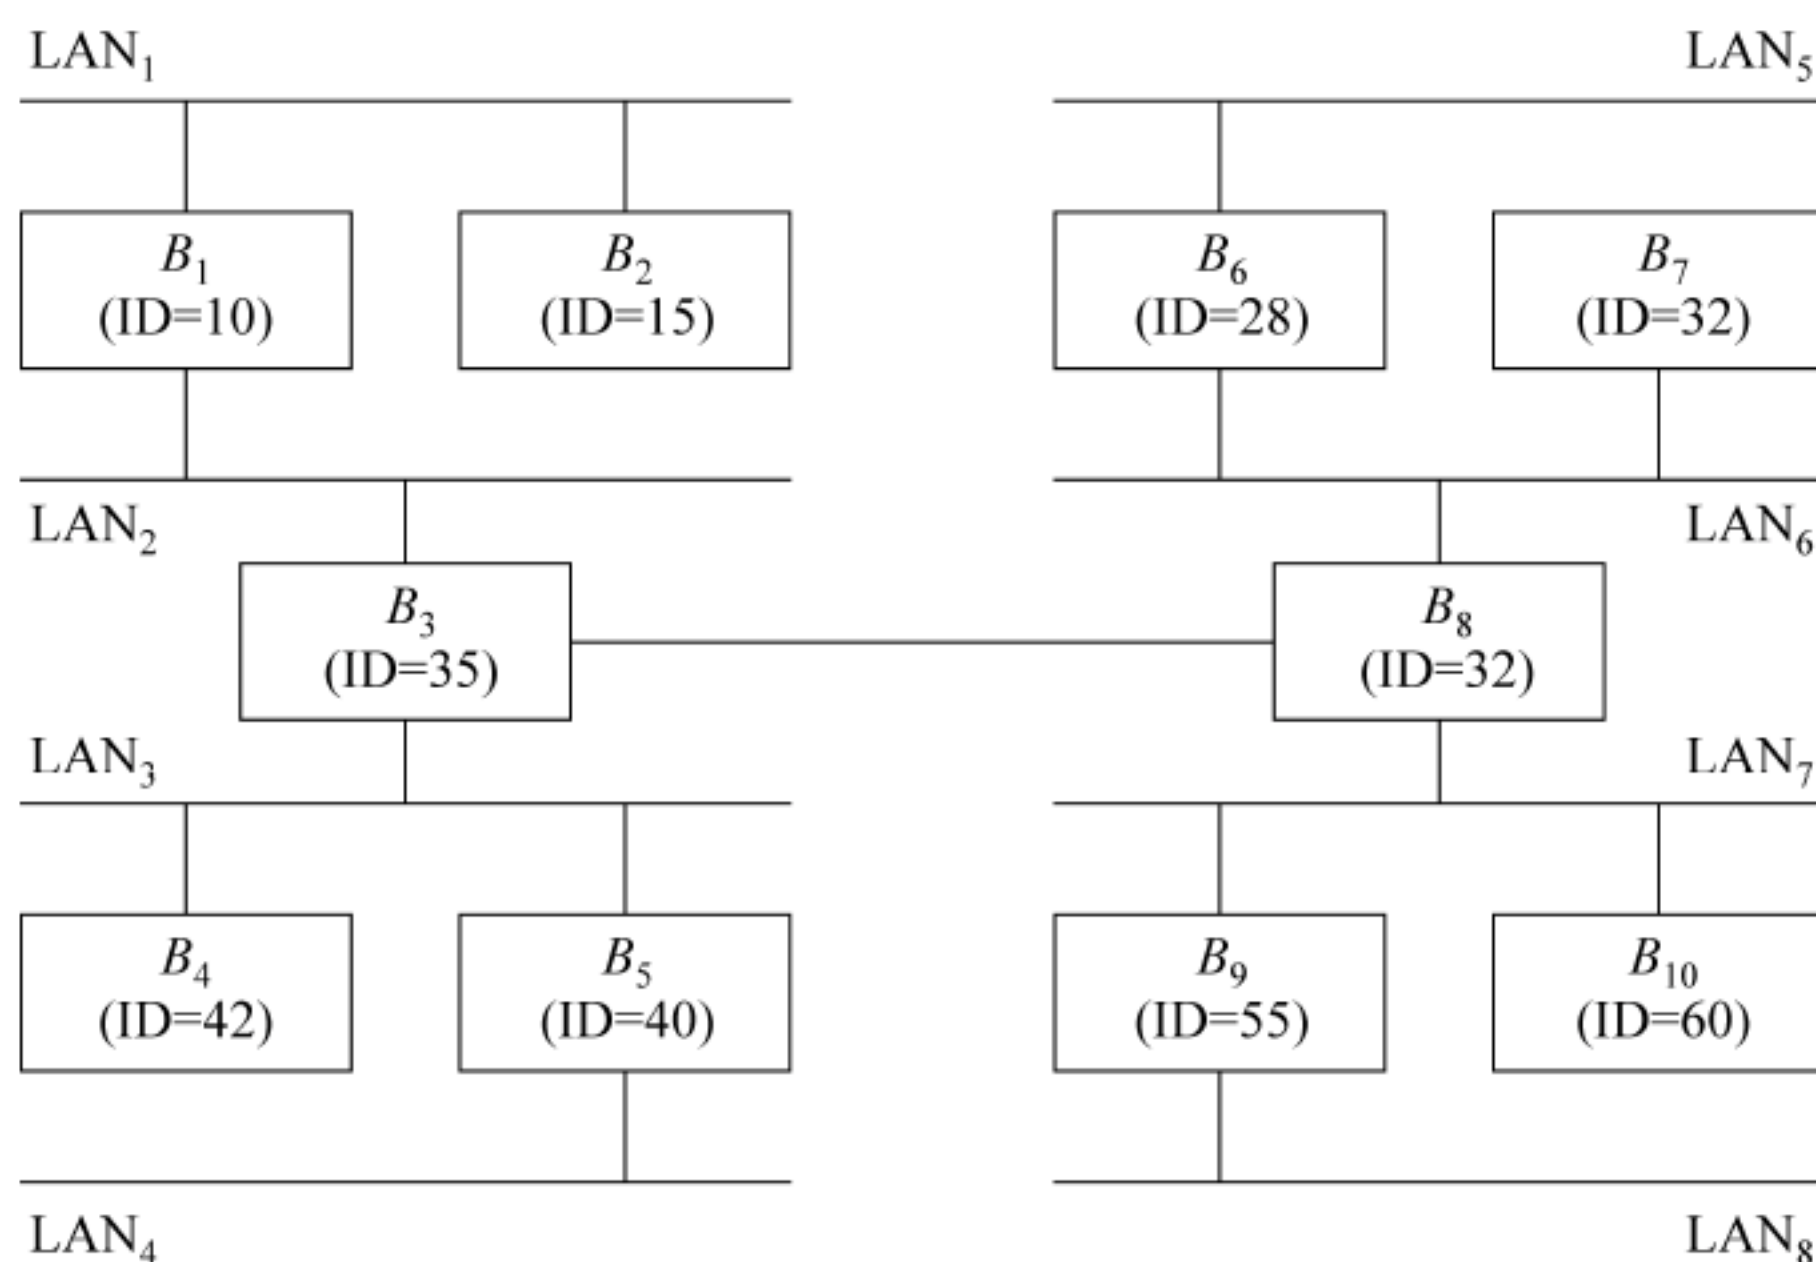 LAN₁ LAN₅
B₁ B₂ B₆ B₇
(ID=10) (ID=15) (ID=28) (ID=32)
LAN₂ LAN₆
B₃ B₈
(ID=35) (ID=32)
LAN₃ LAN₇
B₄ B₅ B₉ B₁₀
(ID=42) (ID=40) (ID=55) (ID=60)
LAN₄ LAN₈